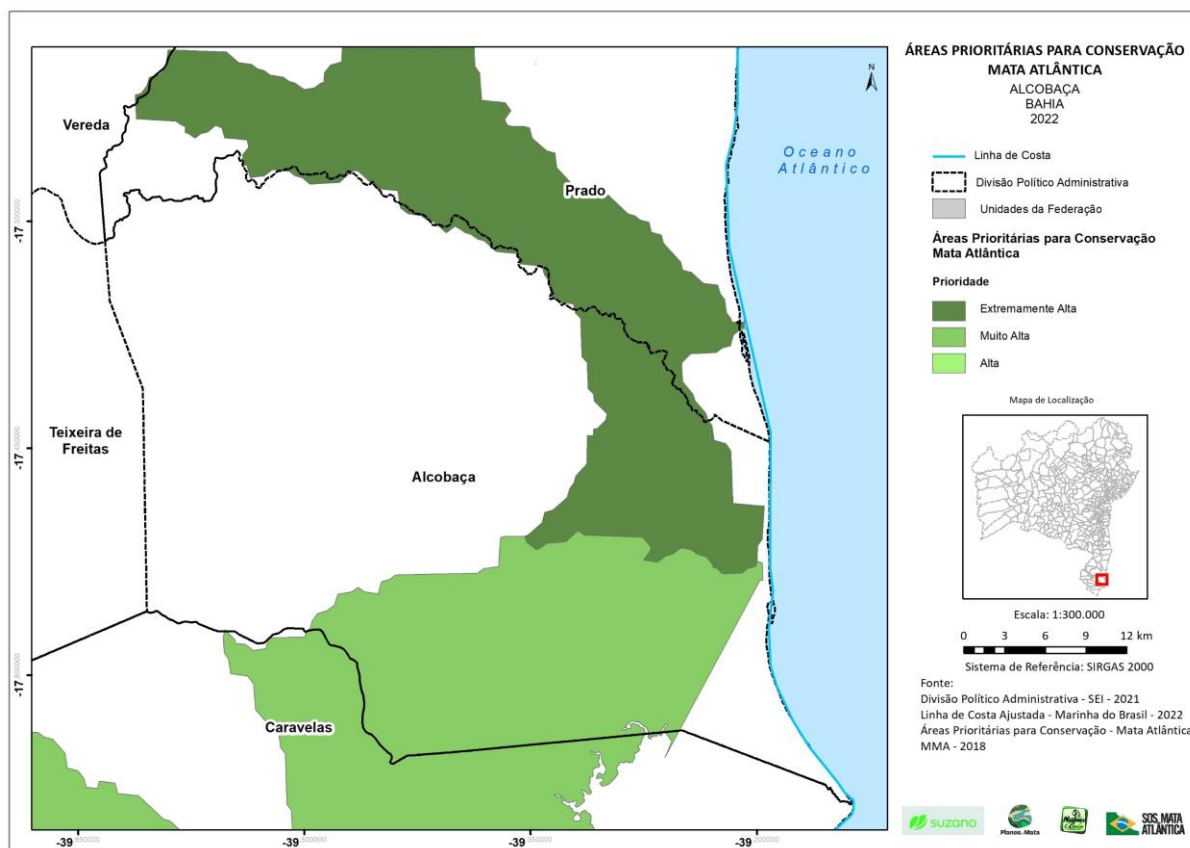 ÁREAS PRIORITÁRIAS PARA CONSERVAÇÃO
MATA ATLÂNTICA
ALCOBAÇA
BAHIA
2022
N
Vereda
Prado
Oceano
Atlântico
Teixeira de
Freitas
Alcobaça
Caravelas
Linha de Costa
Divisão Político Administrativa
Unidades da Federação
Áreas Prioritárias para Conservação
Mata Atlântica
Prioridade
Extremamente Alta
Muito Alta
Alta
Mapa de Localização
Escala: 1:300.000
0 3 6 9 12 km
Sistema de Referência: SIRGAS 2000
Fonte:
Divisão Político Administrativa - SEI - 2021
Linha de Costa Ajustada - Marinha do Brasil - 2022
Áreas Prioritárias para Conservação - Mata Atlântica
MMA - 2018
suzano
Planos da Mata
SOS MATA
ATLÂNTICA
-17
-17
-17
-39
-39
-39
-39